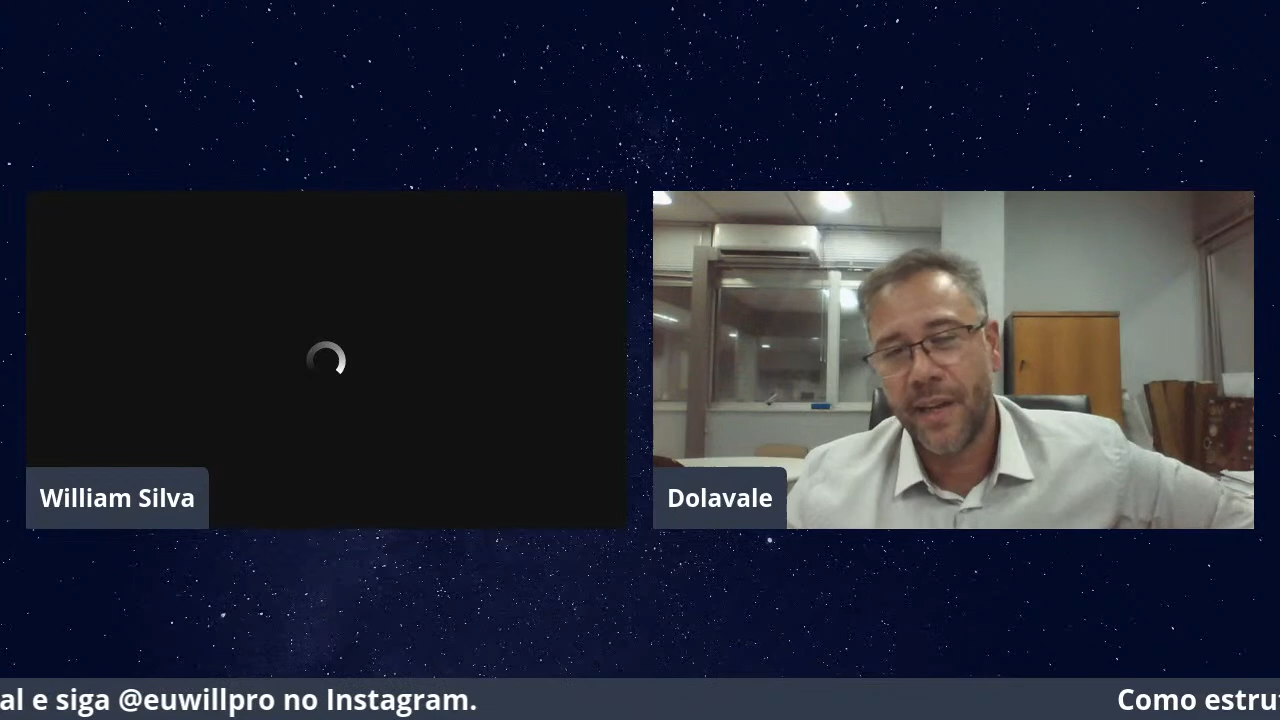 William Silva
Dolavale
al e siga @euwillpro no Instagram.
Como estru